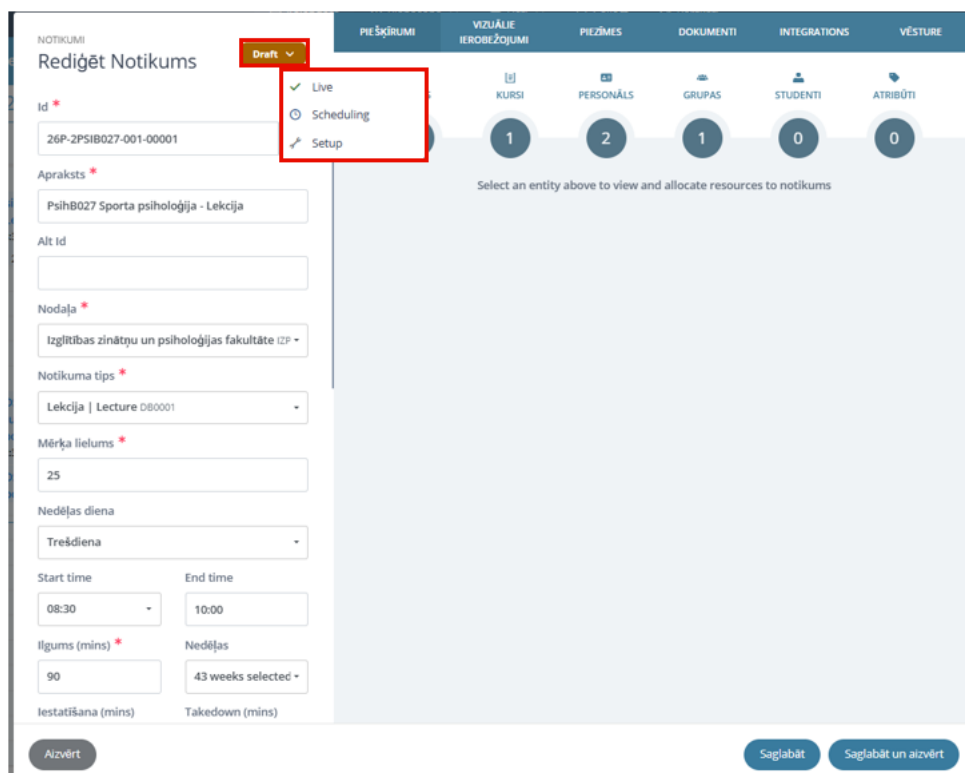 NOTIKUMI
Rediģēt Notikums
Draft
Live
Scheduling
Setup
Id *
26P-2PSIB027-001-00001
Apraksts *
PsihB027 Sporta psiholoģija - Lekcija
Alt Id
Nodaļa *
Izglītības zinātņu un psiholoģijas fakultāte IZP
Notikuma tips *
Lekcija | Lecture DB0001
Mērķa lielums *
25
Nedēļas diena
Trešdiena
Start time End time
08:30 10:00
Ilgums (mins) * Nedēļas
90 43 weeks selected
Iestatīšana (mins) Takedown (mins)
PIEŠĶĪRUMI
VIZUĀLIE IEROBEŽOJUMI
PIEZĪMES
DOKUMENTI
INTEGRATIONS
VĒSTURE
KURSI PERSONĀLS GRUPAS STUDENTI ATRIBŪTI
1 2 1 0 0
Select an entity above to view and allocate resources to notikums
Aizvērt
Saglabāt
Saglabāt un aizvērt